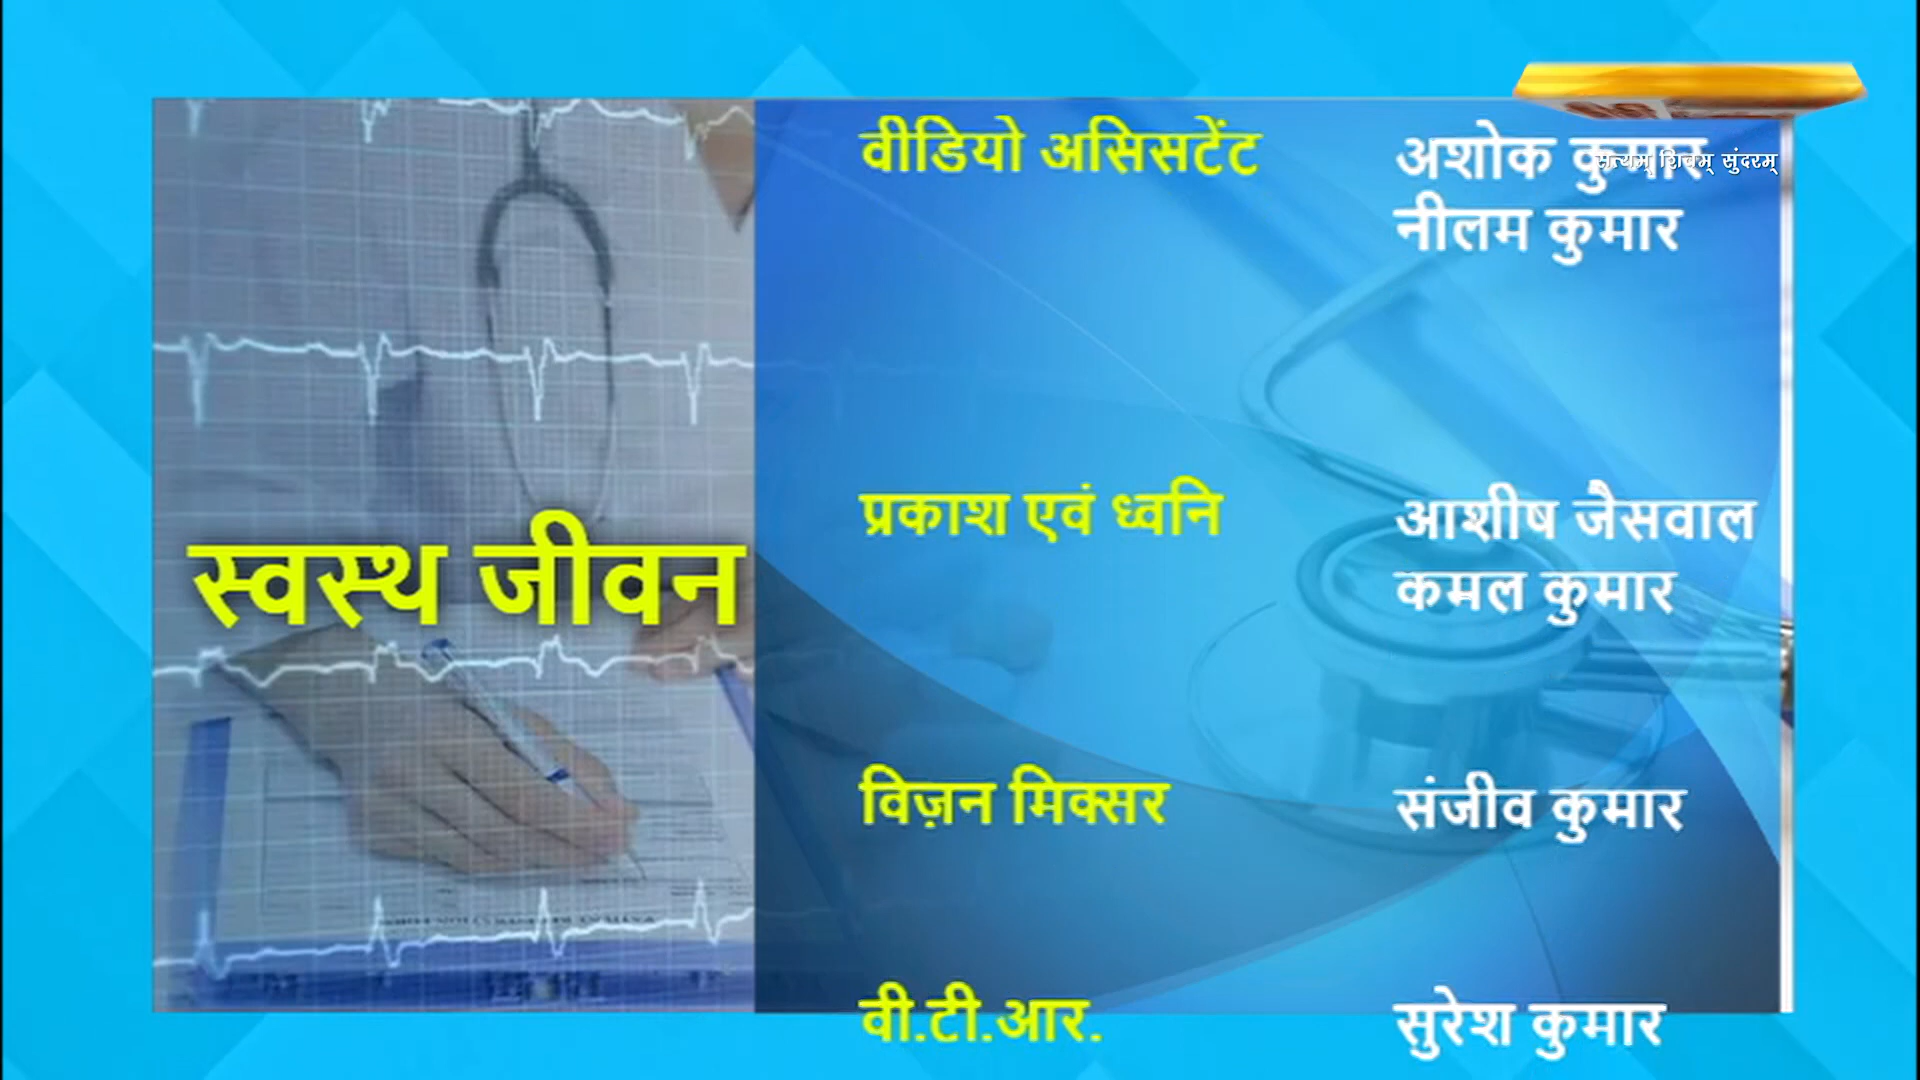 वीडियो असिसटेंट अशोक कुमार
सत्यम् शिवम् सुंदरम्
नीलम कुमार
प्रकाश एवं ध्वनि आशीष जैसवाल
स्वस्थ जीवन
कमल कुमार
विज़न मिक्सर संजीव कुमार
वी.टी.आर. सुरेश कुमार